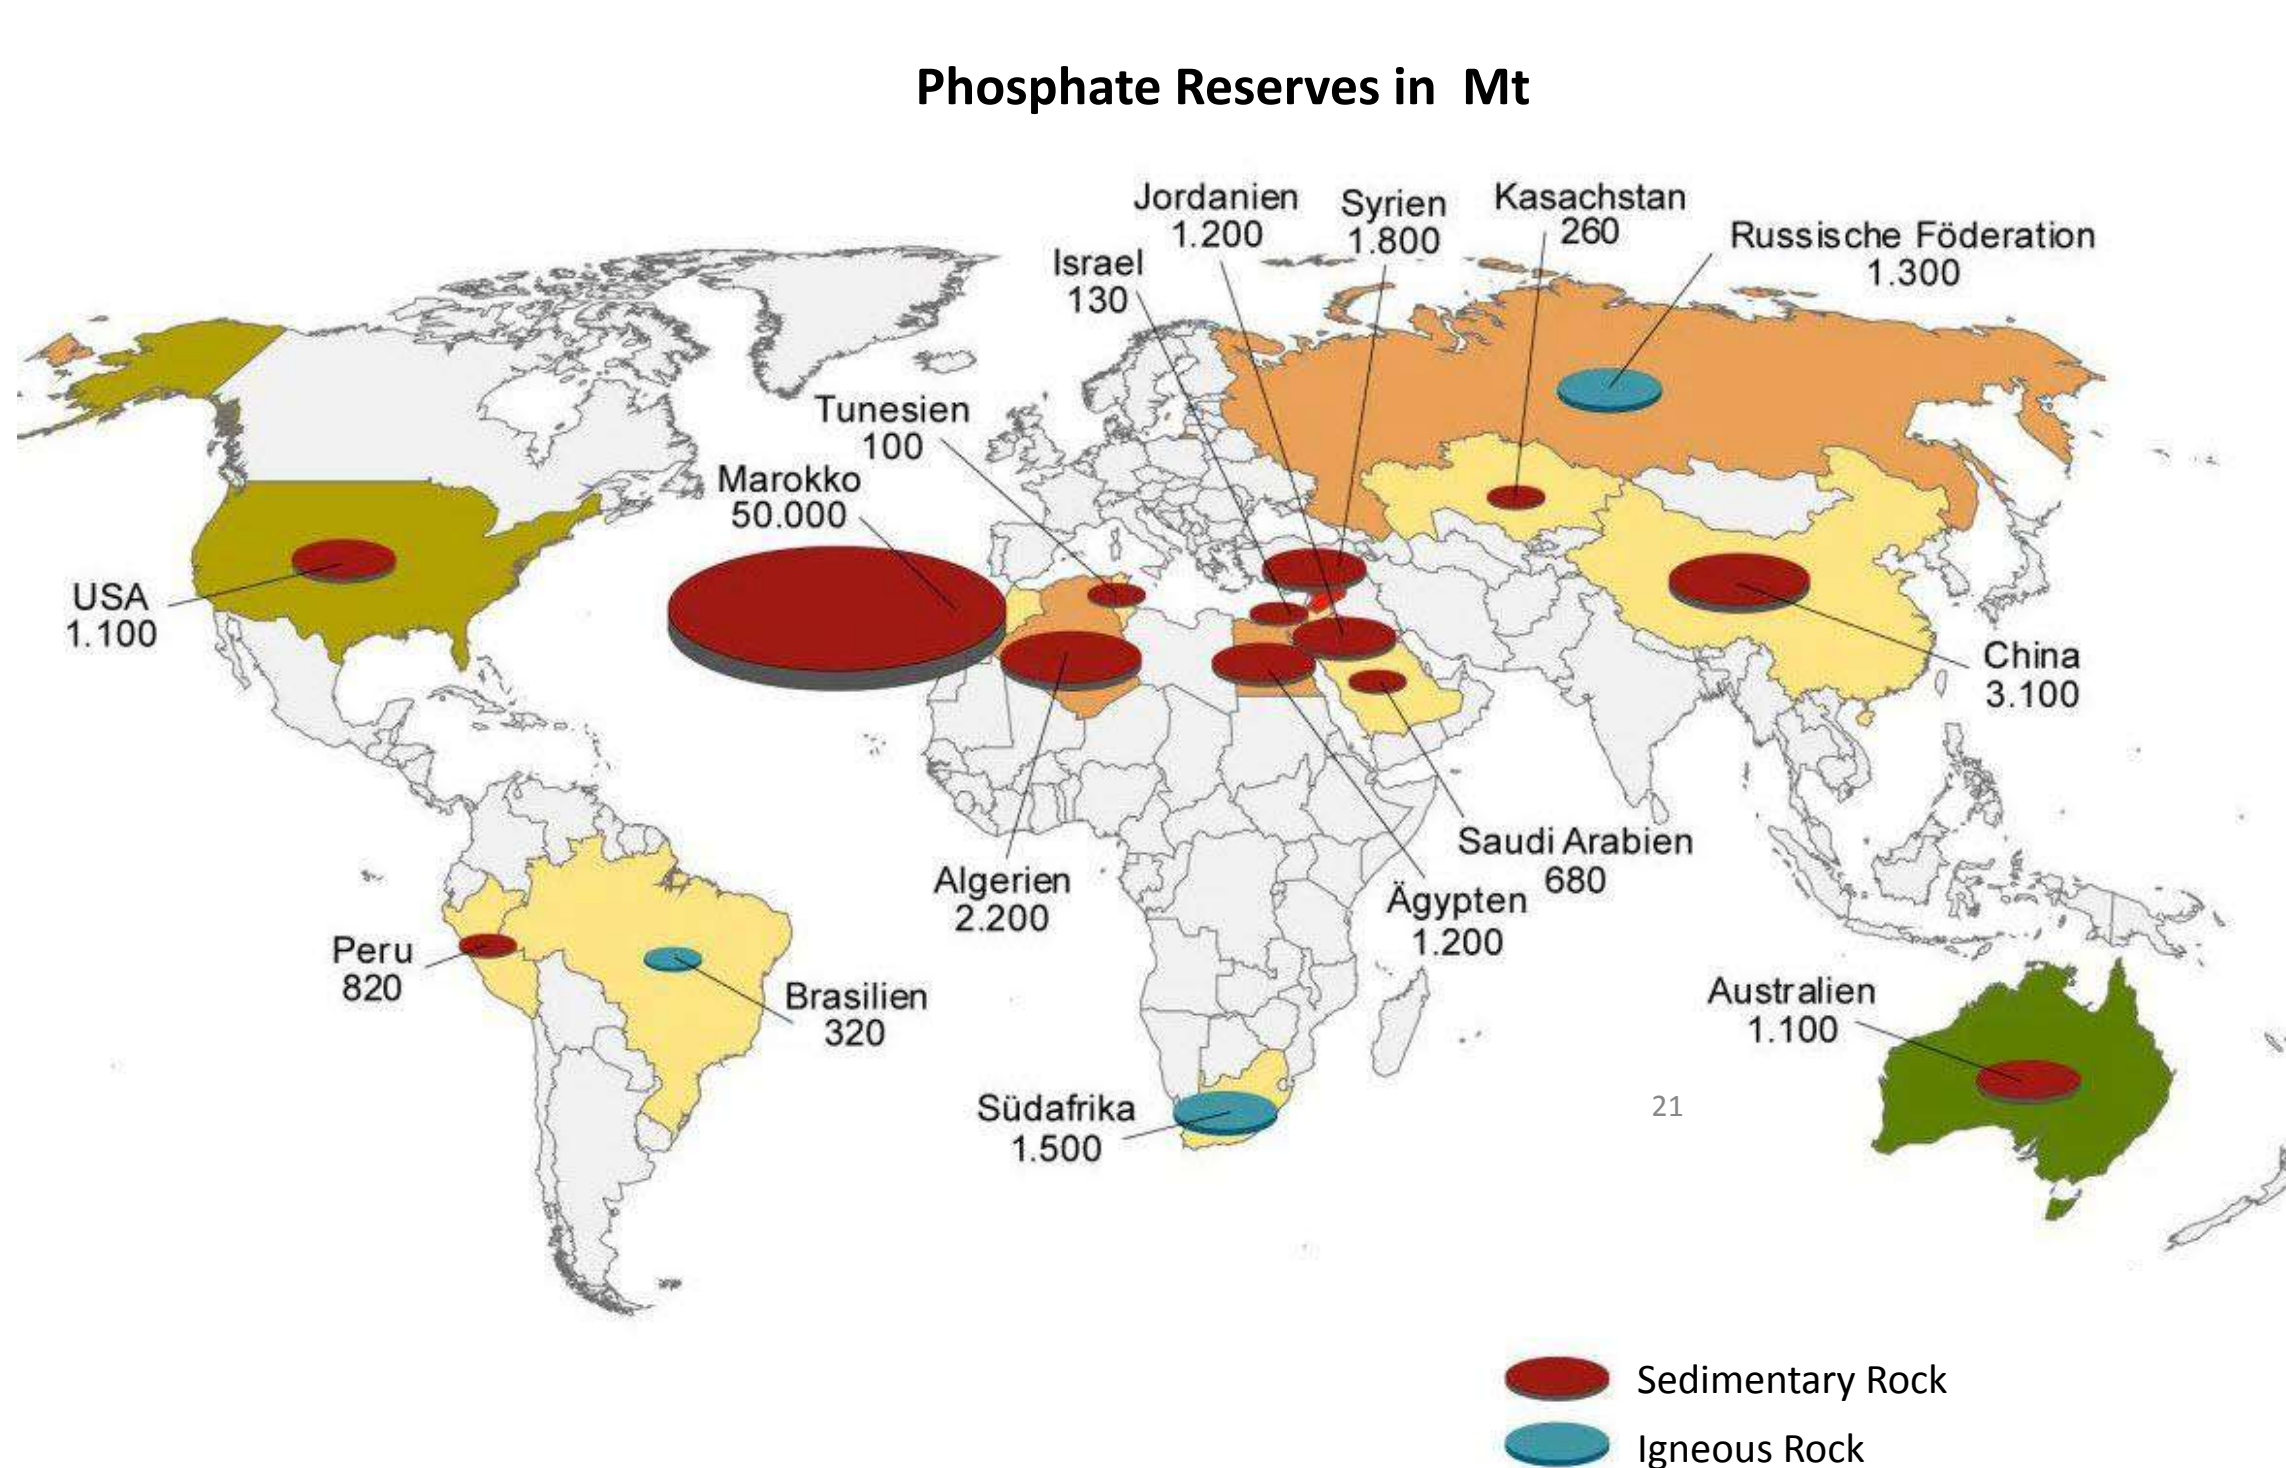 Phosphate Reserves in  Mt
Jordanien
1.200
Syrien
1.800
Kasachstan
260
Russische Föderation
1.300
Israel
130
Tunesien
100
Marokko
50.000
USA
1.100
China
3.100
Saudi Arabien
680
Algerien
2.200
Ägypten
1.200
Peru
820
Brasilien
320
Australien
1.100
Südafrika
1.500
21
Sedimentary Rock
Igneous Rock